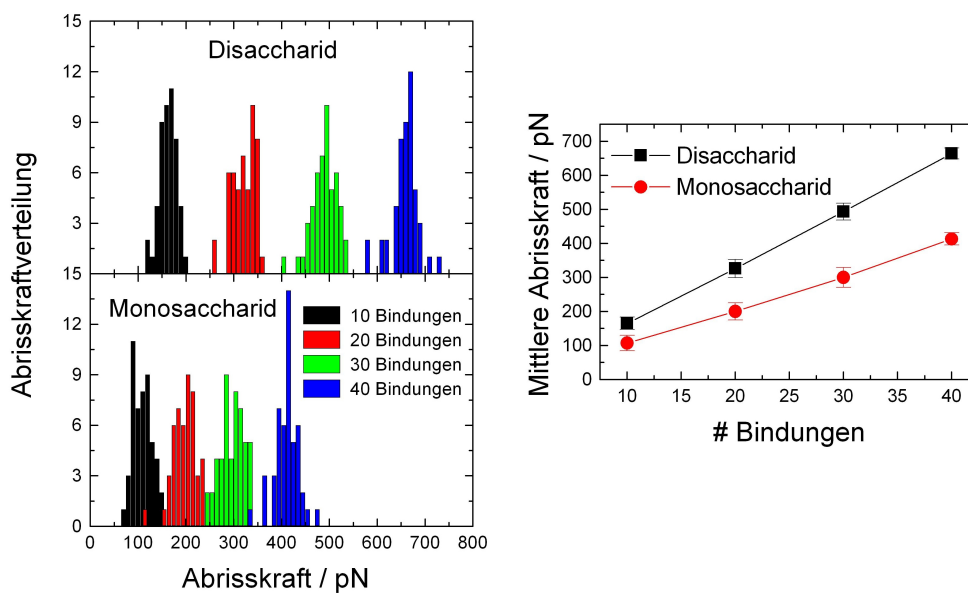 Abrisskraftverteilung
15
12
9
6
3
15
Disaccharid
12
9
6
3
0
Monosaccharid
10 Bindungen
20 Bindungen
30 Bindungen
40 Bindungen
0 100 200 300 400 500 600 700 800
Abrisskraft / pN
Mittlere Abrisskraft / pN
700
600
500
400
300
200
100
0
Disaccharid
Monosaccharid
10 15 20 25 30 35 40
# Bindungen